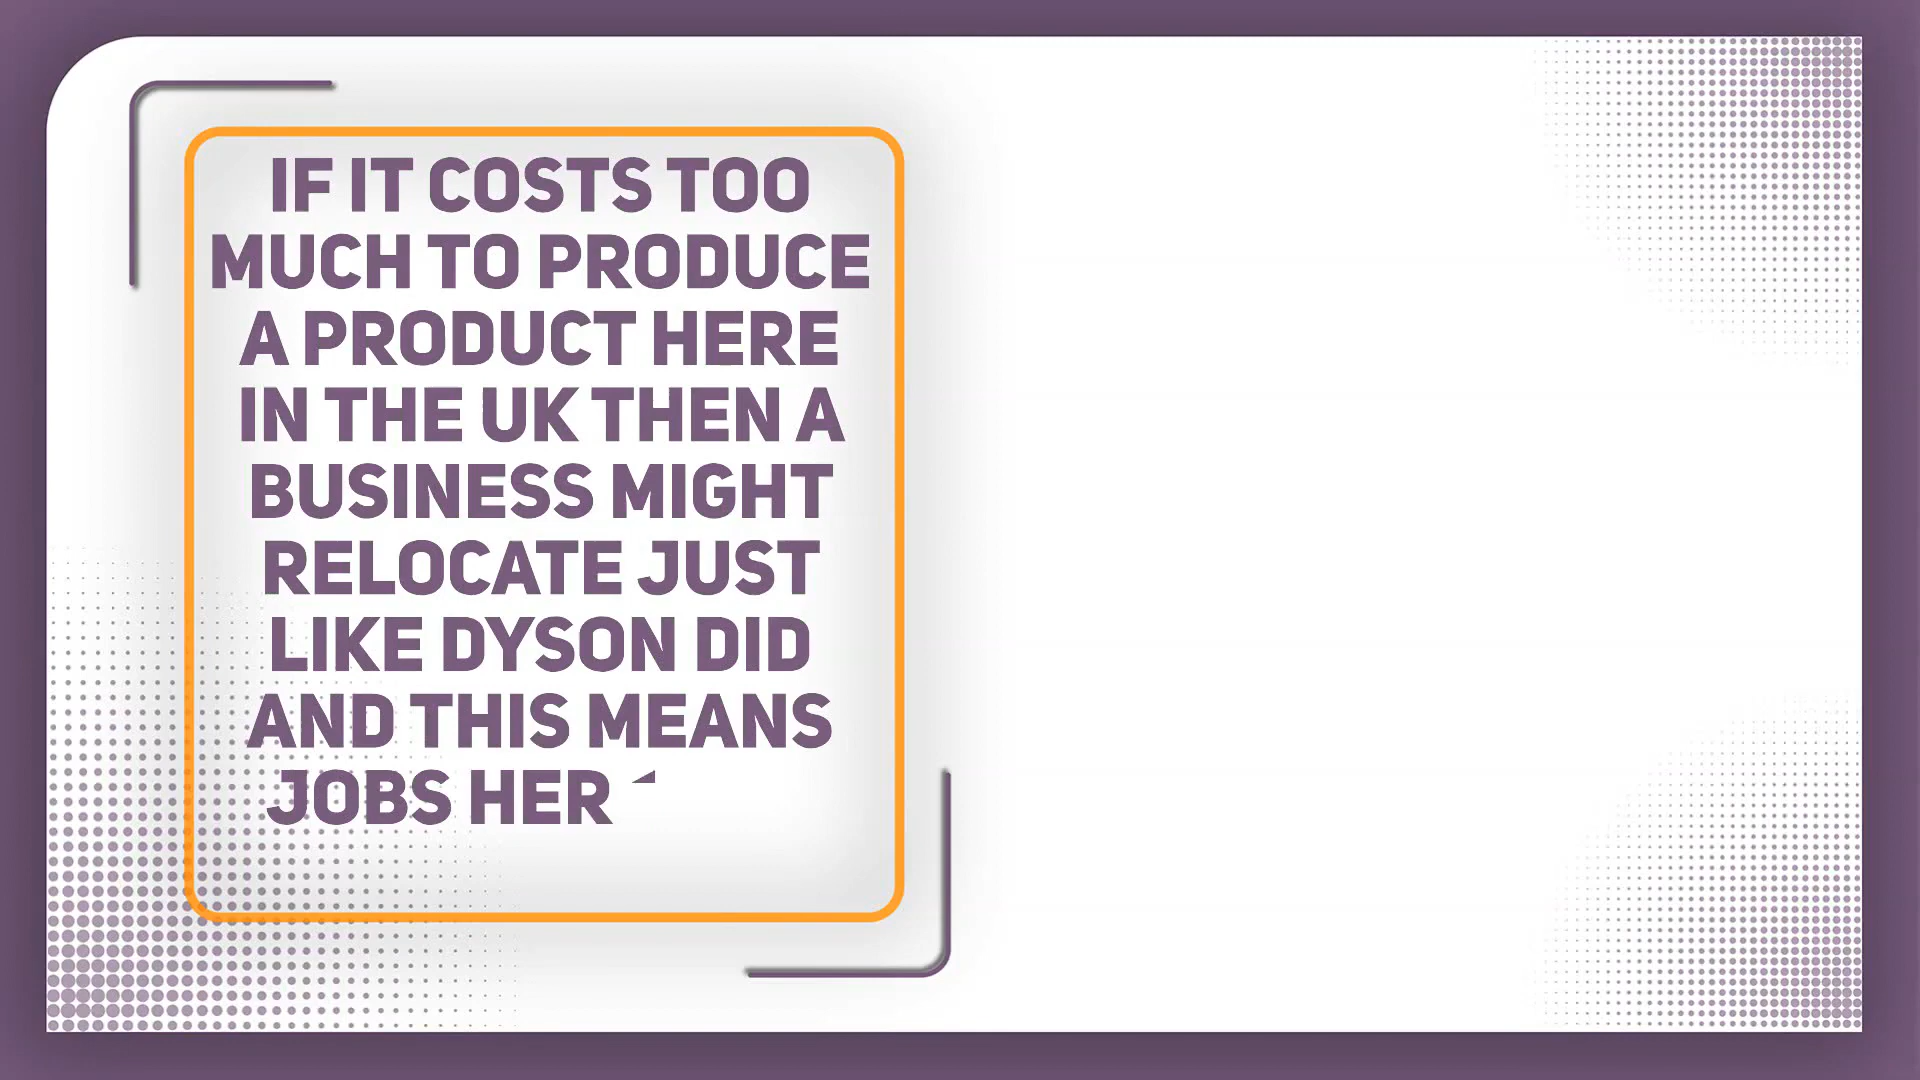 IF IT COSTS TOO
MUCH TO PRODUCE
A PRODUCT HERE
IN THE UK THEN A
BUSINESS MIGHT
RELOCATE JUST
LIKE DYSON DID
AND THIS MEANS
JOBS HER